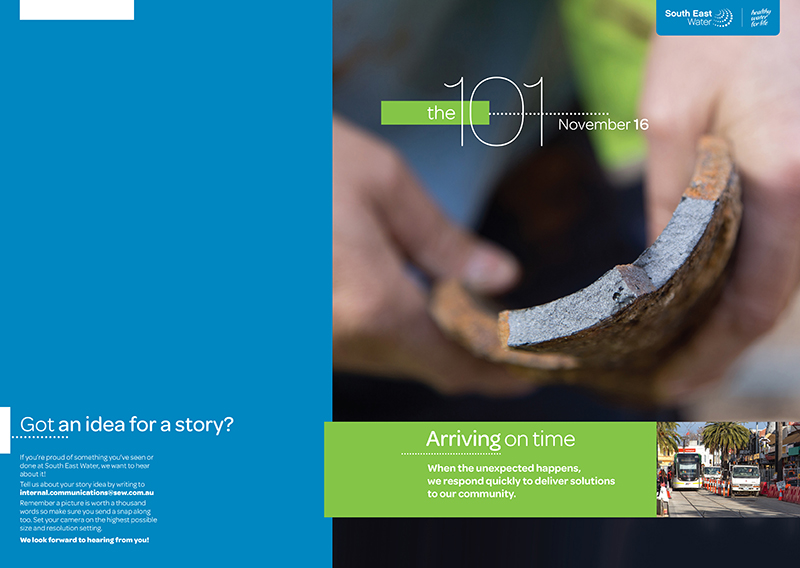 Got an idea for a story?
If you're proud of something you've seen or
done at South East Water, we want to hear
about it!
Tell us about your story idea by writing to
internal.communications@sew.com.au
Remember a picture is worth a thousand
words so make sure you send a snap along
too. Set your camera on the highest possible
size and resolution setting.
We look forward to hearing from you!
South East
Water
healthy
water
for life
the 101
November 16
Arriving on time
When the unexpected happens,
we respond quickly to deliver solutions
to our community.